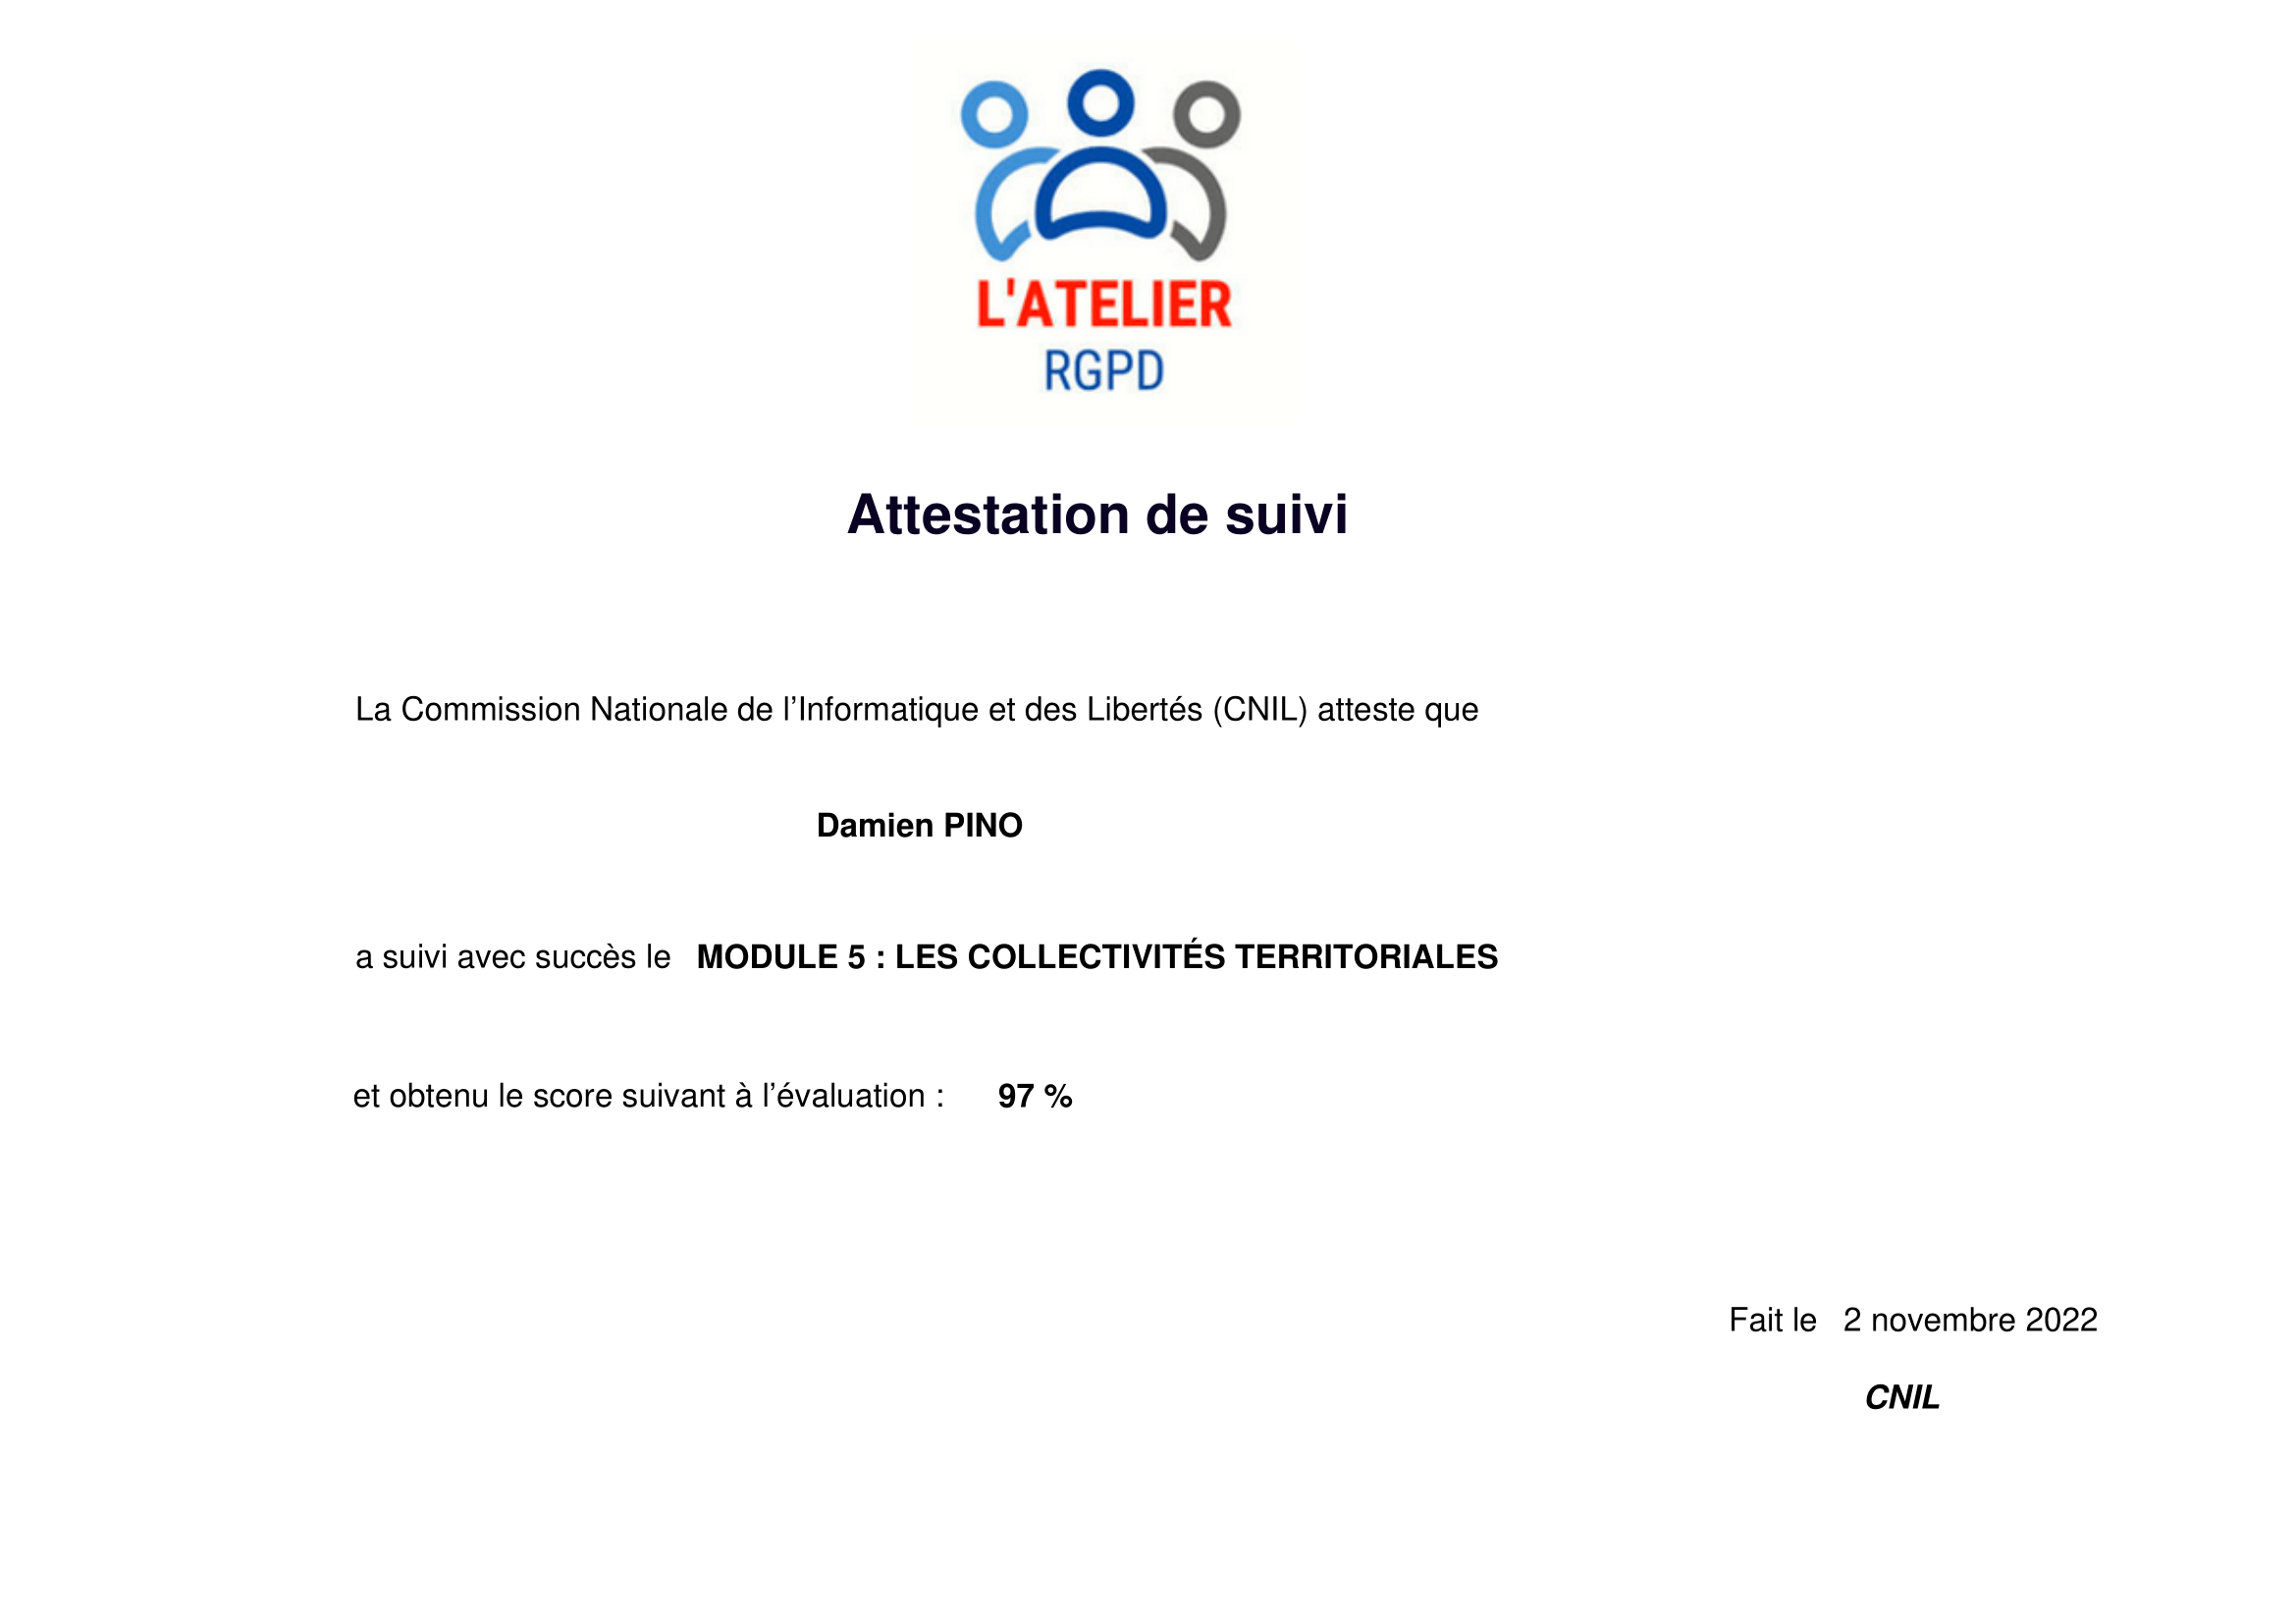 L'ATELIER
RGPD
Attestation de suivi
La Commission Nationale de l’Informatique et des Libertés (CNIL) atteste que
Damien PINO
a suivi avec succès le MODULE 5 : LES COLLECTIVITÉS TERRITORIALES
et obtenu le score suivant à l’évaluation : 97 %
Fait le 2 novembre 2022
CNIL